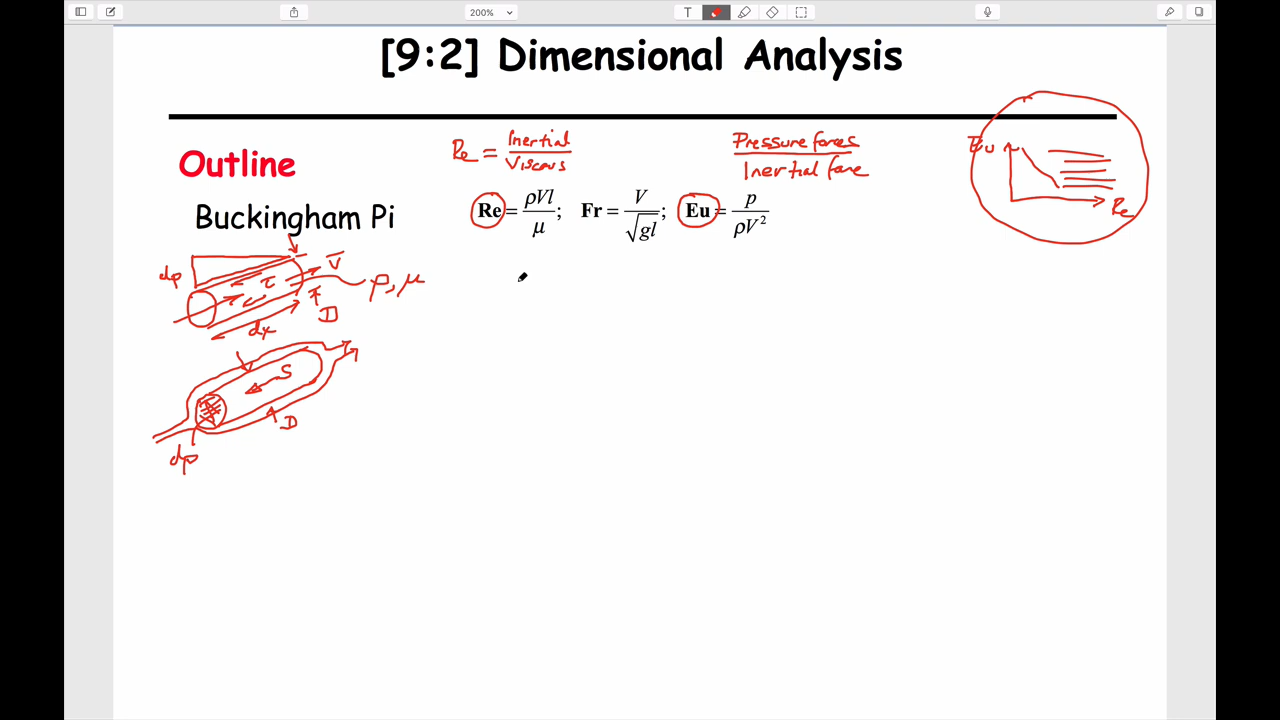 200%
T
[9:2] Dimensional Analysis
Outline
Buckingham Pi
Re = Inertial / Viscous
Pressure forces / Inertial force
Re = ρVl / μ; Fr = V / √gl; Eu = p / ρV²
Eu
Re
dp
τ
V
ρ, μ
D
dx
S
D
dp